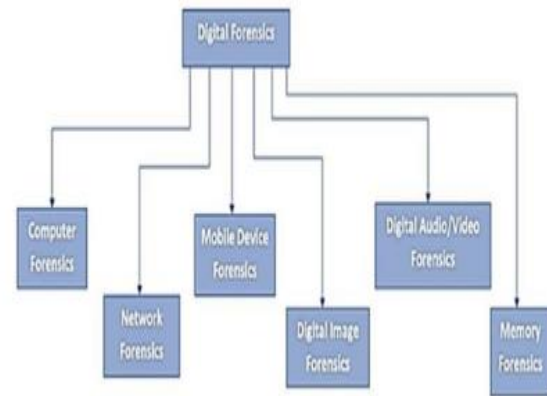 Digital Forensics
Computer
Forensics
Network
Forensics
Mobile Device
Forensics
Digital Image
Forensics
Digital Audio/Video
Forensics
Memory
Forensics